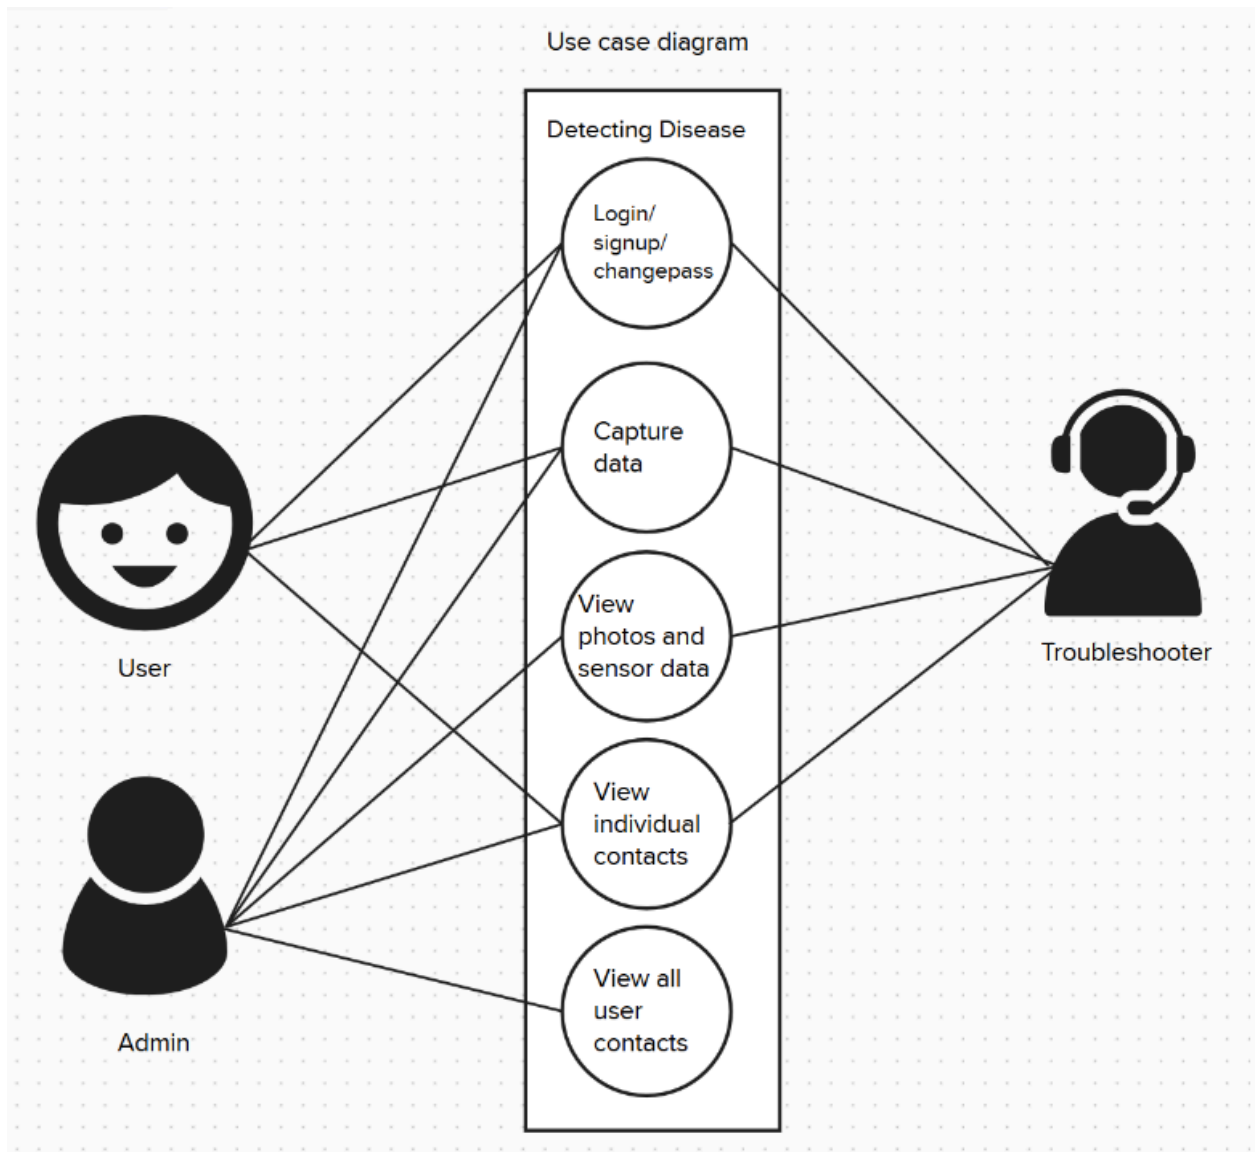 Use case diagram
Detecting Disease
Login/
signup/
changepass
Capture
data
View
photos and
sensor data
View
individual
contacts
View all
user
contacts
User
Admin
Troubleshooter